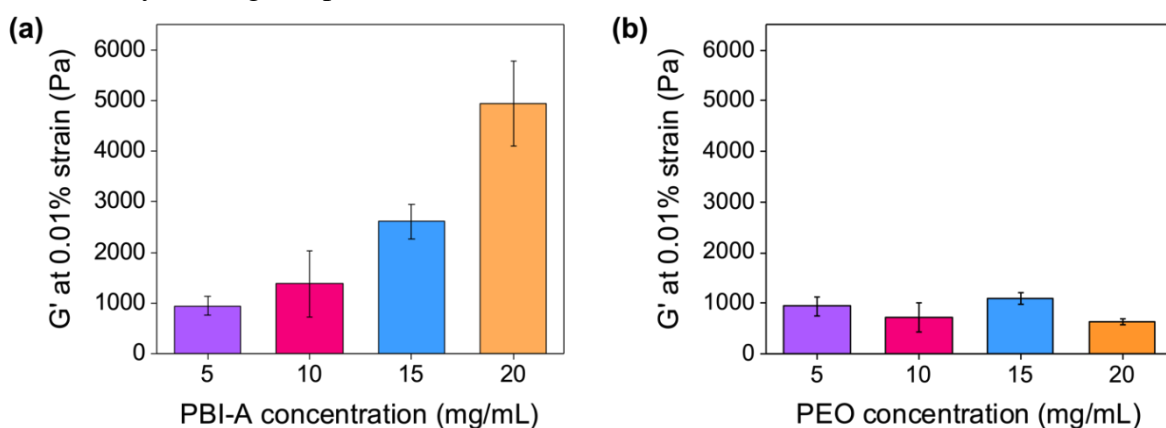 (a)
G' at 0.01% strain (Pa)
6000
5000
4000
3000
2000
1000
0
5 10 15 20
PBI-A concentration (mg/mL)
(b)
G' at 0.01% strain (Pa)
6000
5000
4000
3000
2000
1000
0
5 10 15 20
PEO concentration (mg/mL)